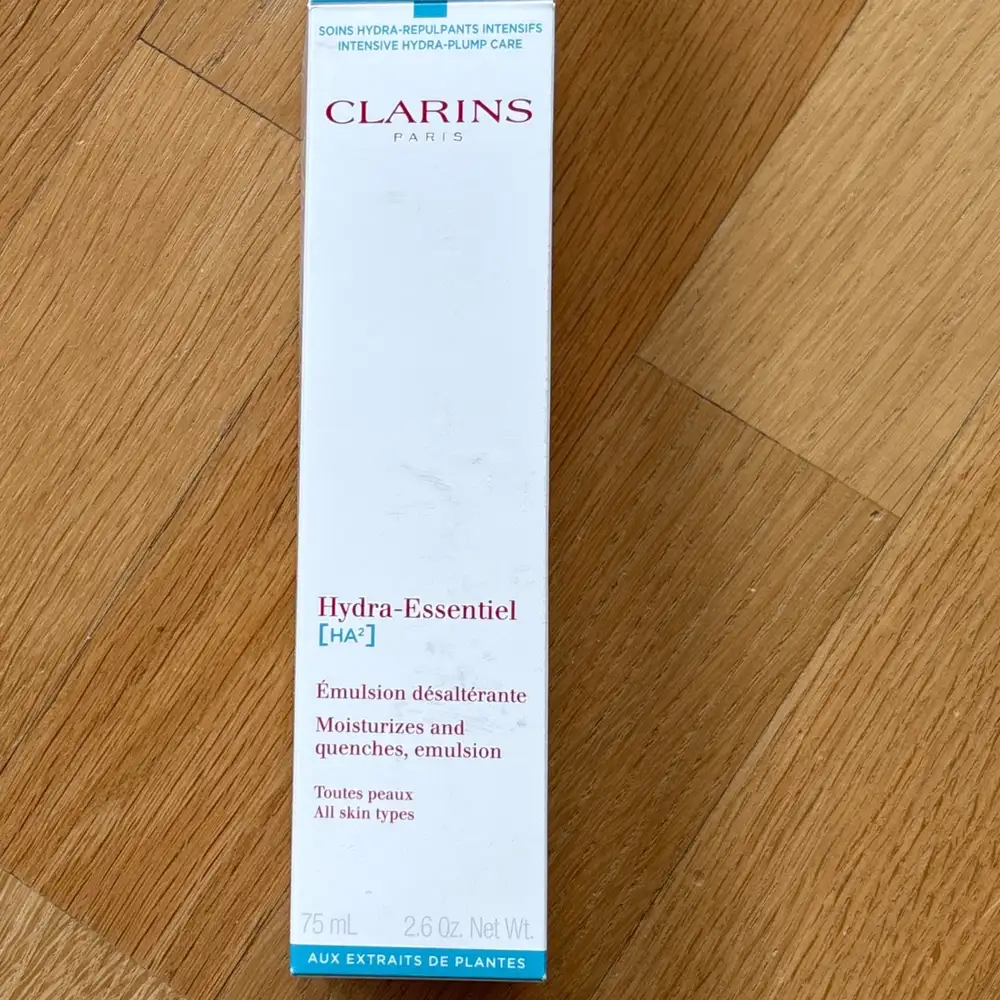 SOINS HYDRA-REPULPANTS INTENSIFS
INTENSIVE HYDRA-PLUMP CARE
CLARINS
PARIS
Hydra-Essentiel
[HA²]
Émulsion désaltérante
Moisturizes and
quenches, emulsion
Toutes peaux
All skin types
75 mL 2.6 Oz. Net Wt.
AUX EXTRAITS DE PLANTES